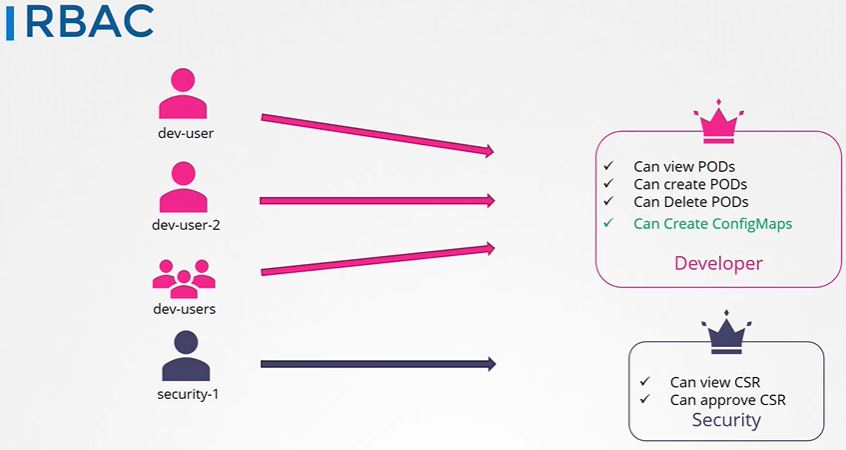 RBAC
dev-user
dev-user-2
dev-users
security-1
✓ Can view PODs
✓ Can create PODs
✓ Can Delete PODs
✓ Can Create ConfigMaps
Developer
✓ Can view CSR
✓ Can approve CSR
Security